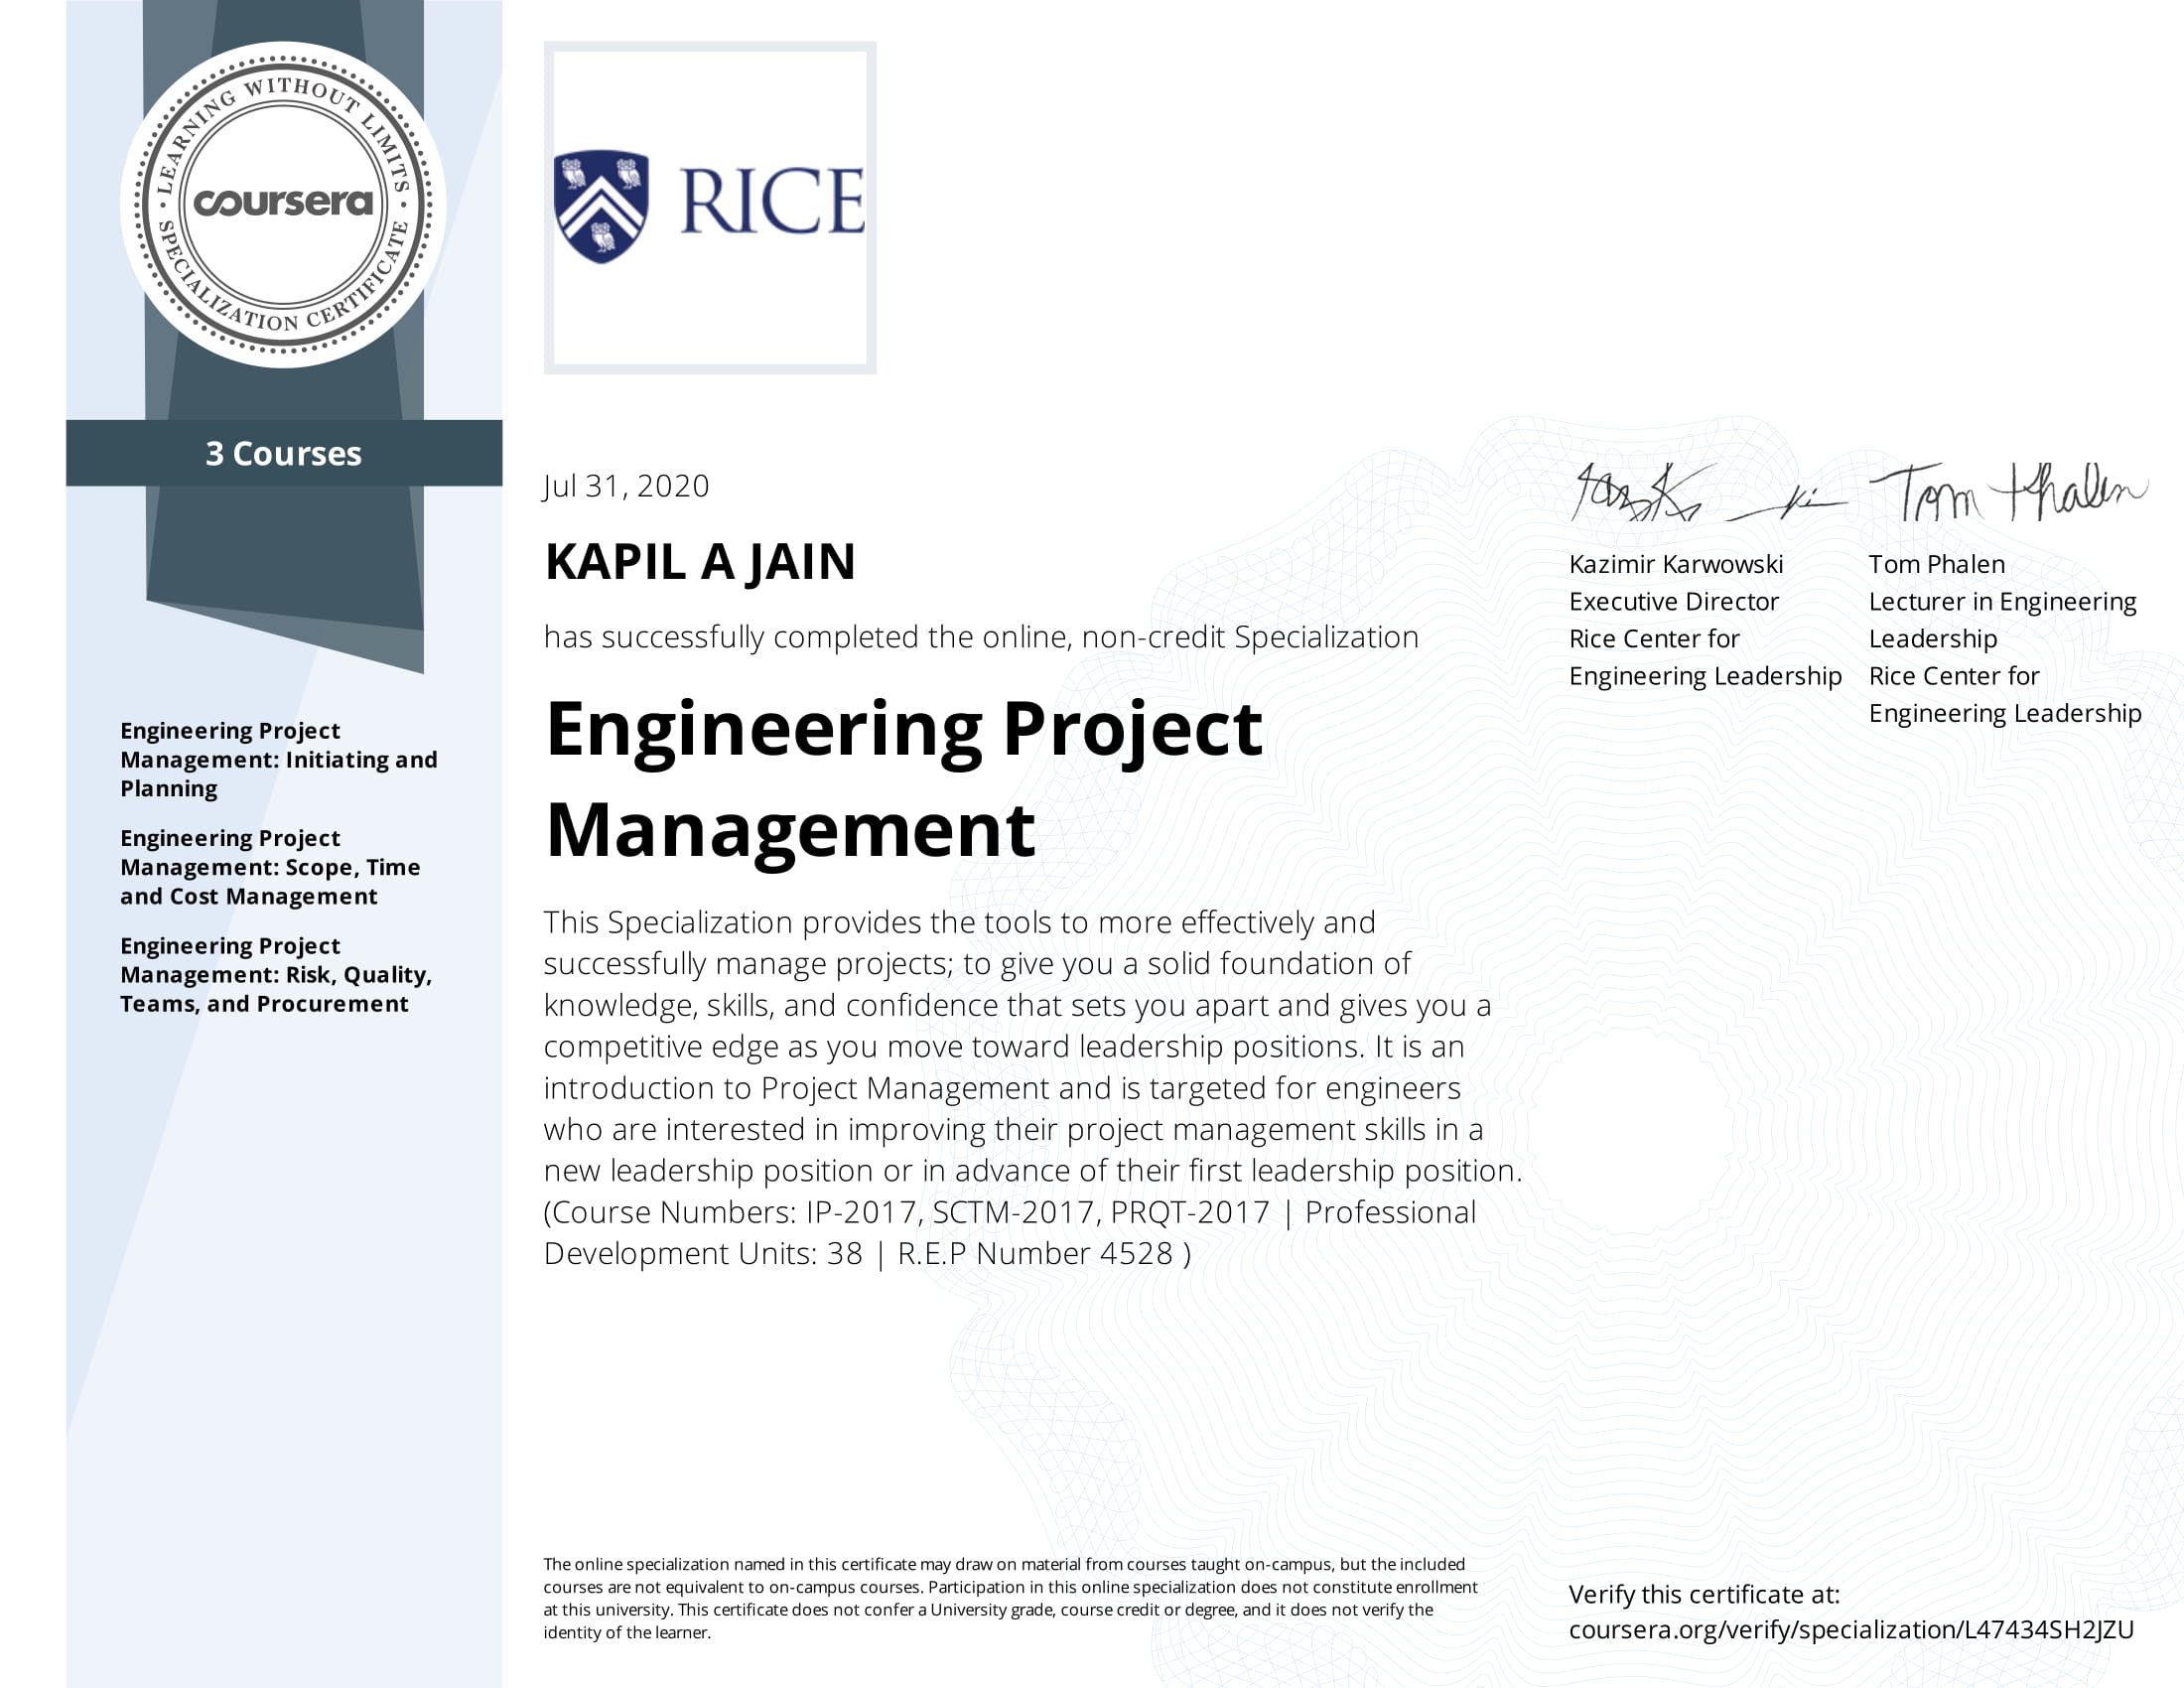 LEARNING WITHOUT LIMITS
coursera
SPECIALIZATION CERTIFICATE
3 Courses
Engineering Project
Management: Initiating and
Planning
Engineering Project
Management: Scope, Time
and Cost Management
Engineering Project
Management: Risk, Quality,
Teams, and Procurement
RICE
Jul 31, 2020
KAPIL A JAIN
has successfully completed the online, non-credit Specialization
Engineering Project
Management
This Specialization provides the tools to more effectively and
successfully manage projects; to give you a solid foundation of
knowledge, skills, and confidence that sets you apart and gives you a
competitive edge as you move toward leadership positions. It is an
introduction to Project Management and is targeted for engineers
who are interested in improving their project management skills in a
new leadership position or in advance of their first leadership position.
(Course Numbers: IP-2017, SCTM-2017, PRQT-2017 | Professional
Development Units: 38 | R.E.P Number 4528 )
The online specialization named in this certificate may draw on material from courses taught on-campus, but the included
courses are not equivalent to on-campus courses. Participation in this online specialization does not constitute enrollment
at this university. This certificate does not confer a University grade, course credit or degree, and it does not verify the
identity of the learner.
Kazimir Karwowski
Executive Director
Rice Center for
Engineering Leadership
Tom Phalen
Tom Phalen
Lecturer in Engineering
Leadership
Rice Center for
Engineering Leadership
Verify this certificate at:
coursera.org/verify/specialization/L47434SH2JZU